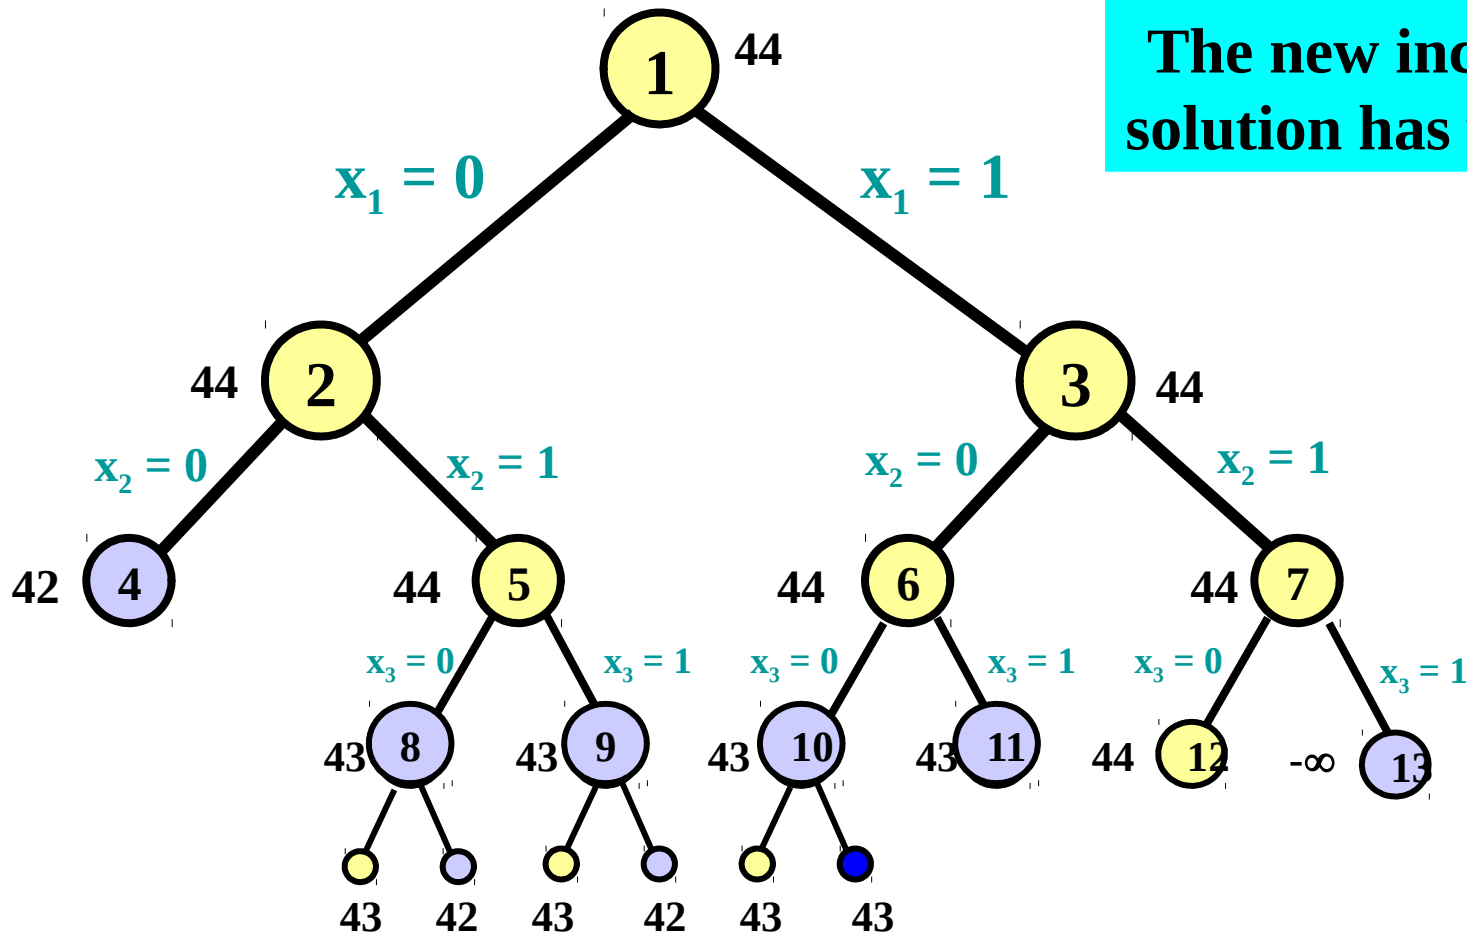 The new inc
solution has
1 44
x1 = 0 x1 = 1
44 2 3 44
x2 = 0 x2 = 1 x2 = 0 x2 = 1
42 4 44 5 44 6 44 7
x3 = 0 x3 = 1 x3 = 0 x3 = 1 x3 = 0 x3 = 1
43 8 43 9 43 10 43 11 44 12 -∞ 13
43 42 43 42 43 43